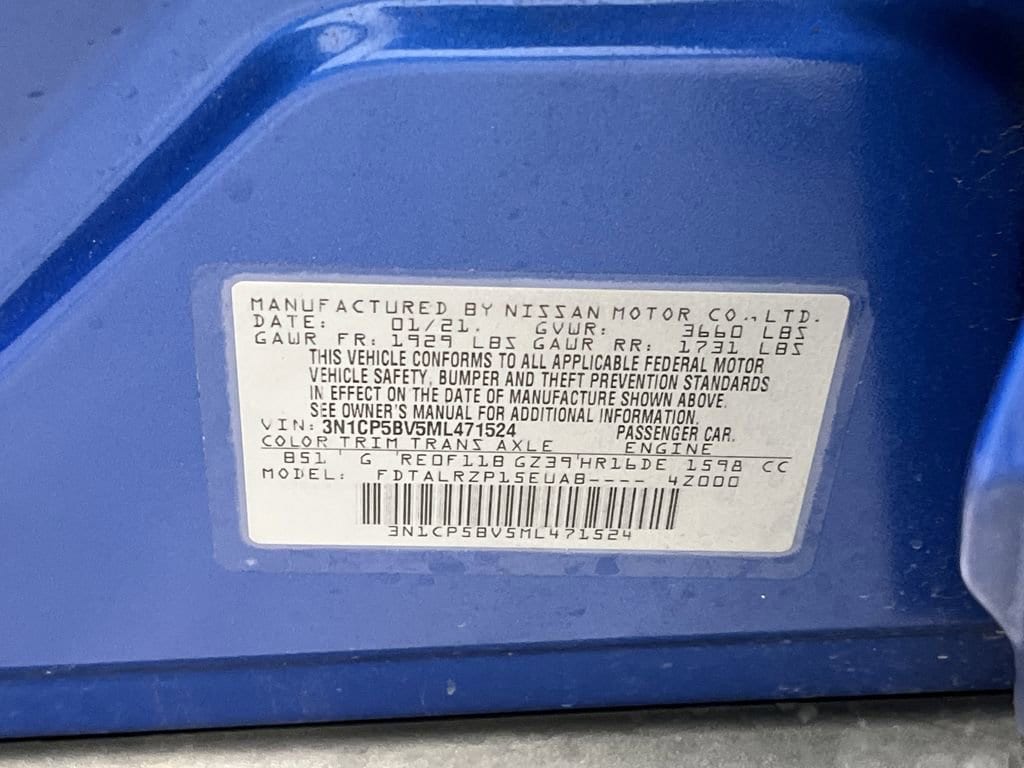 MANUFACTURED BY NISSAN MOTOR CO., LTD.
DATE: 01/21. GVWR: 3660 LBS
GAWR FR: 1929 LBS GAWR RR: 1731 LBS
THIS VEHICLE CONFORMS TO ALL APPLICABLE FEDERAL MOTOR
VEHICLE SAFETY, BUMPER AND THEFT PREVENTION STANDARDS
IN EFFECT ON THE DATE OF MANUFACTURE SHOWN ABOVE.
SEE OWNER'S MANUAL FOR ADDITIONAL INFORMATION.
VIN: 3N1CP5BV5ML471524 PASSENGER CAR.
COLOR TRIM TRANS AXLE ENGINE
B51 G RE0F11B GZ39 HR16DE 1598 CC
MODEL: FDTALRZP15EUAB---- 4Z000
3N1CP5BV5ML471524